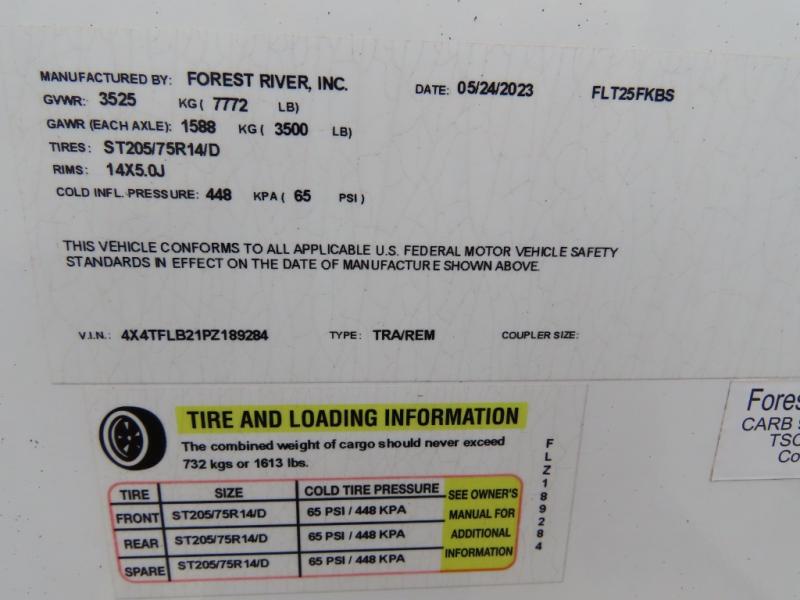 MANUFACTURED BY: FOREST RIVER, INC. DATE: 05/24/2023 FLT25FKBS
GVWR: 3525 KG( 7772 LB)
GAWR (EACH AXLE): 1588 KG( 3500 LB)
TIRES: ST205/75R14/D
RIMS: 14X5.0J
COLD INFL. PRESSURE: 448 KPA( 65 PSI)
THIS VEHICLE CONFORMS TO ALL APPLICABLE U.S. FEDERAL MOTOR VEHICLE SAFETY
STANDARDS IN EFFECT ON THE DATE OF MANUFACTURE SHOWN ABOVE.
V.I.N.: 4X4TFLB21PZ189284 TYPE: TRA/REM COUPLER SIZE:
TIRE AND LOADING INFORMATION
The combined weight of cargo should never exceed
732 kgs or 1613 lbs.
TIRE SIZE COLD TIRE PRESSURE
FRONT ST205/75R14/D 65 PSI / 448 KPA
REAR ST205/75R14/D 65 PSI / 448 KPA
SPARE ST205/75R14/D 65 PSI / 448 KPA
SEE OWNER'S
MANUAL FOR
ADDITIONAL
INFORMATION
FLZ189284
Fores
CARB
TSC
Co